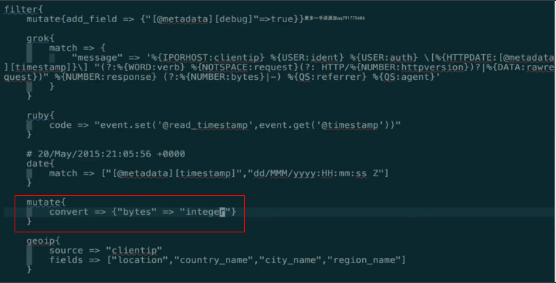 filter{
mutate{add_field => {"[@metadata][debug]"=>true}}
grok{
match => {
"message" => '%{IPORHOST:clientip} %{USER:ident} %{USER:auth} \[%{HTTPDATE:[@metadata
][timestamp]}\] "(?:%{WORD:verb} %{NOTSPACE:request}(?: HTTP/%{NUMBER:httpversion})?|%{DATA:rawre
quest})" %{NUMBER:response} (?:%{NUMBER:bytes}|-) %{QS:referrer} %{QS:agent}'
}
}
ruby{
code => "event.set('@read_timestamp',event.get('@timestamp'))"
}
# 20/May/2015:21:05:56 +0000
date{
match => ["[@metadata][timestamp]","dd/MMM/yyyy:HH:mm:ss Z"]
}
mutate{
convert => {"bytes" => "integer"}
}
geoip{
source => "clientip"
fields => ["location","country_name","city_name","region_name"]
}